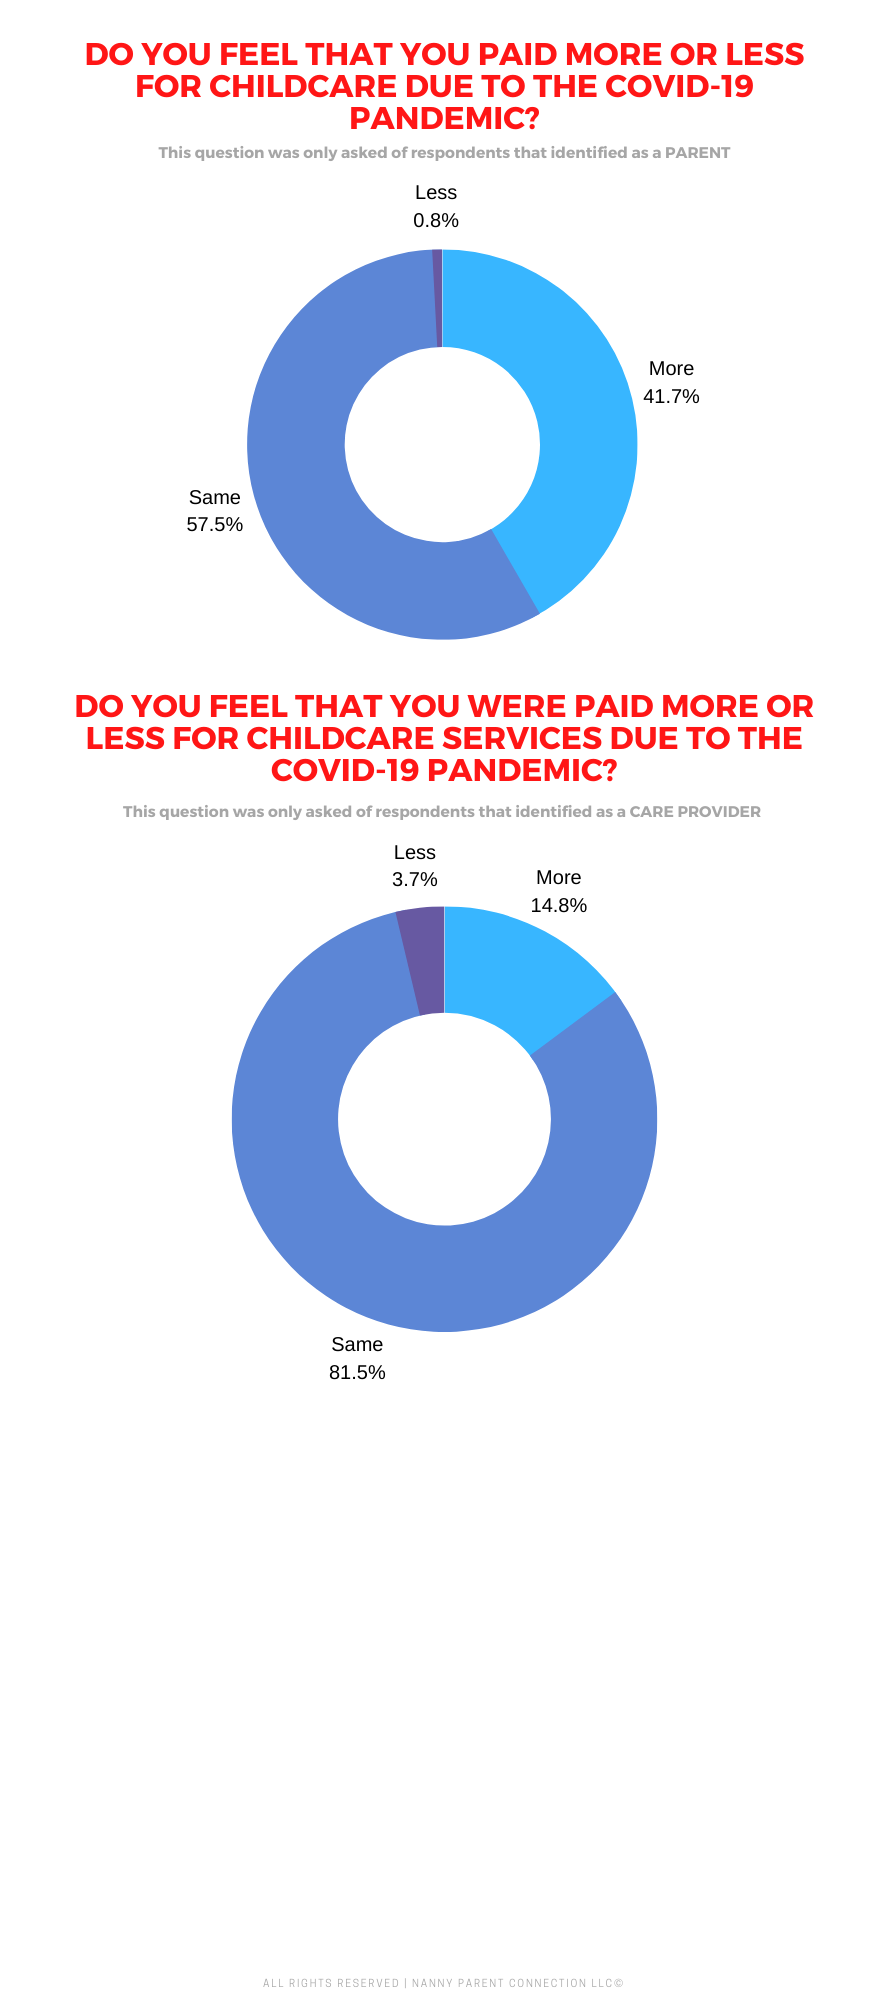 DO YOU FEEL THAT YOU PAID MORE OR LESS
FOR CHILDCARE DUE TO THE COVID-19
PANDEMIC?
This question was only asked of respondents that identified as a PARENT
Less
0.8%
More
41.7%
Same
57.5%
DO YOU FEEL THAT YOU WERE PAID MORE OR
LESS FOR CHILDCARE SERVICES DUE TO THE
COVID-19 PANDEMIC?
This question was only asked of respondents that identified as a CARE PROVIDER
Less
3.7%
More
14.8%
Same
81.5%
ALL RIGHTS RESERVED | NANNY PARENT CONNECTION LLC©